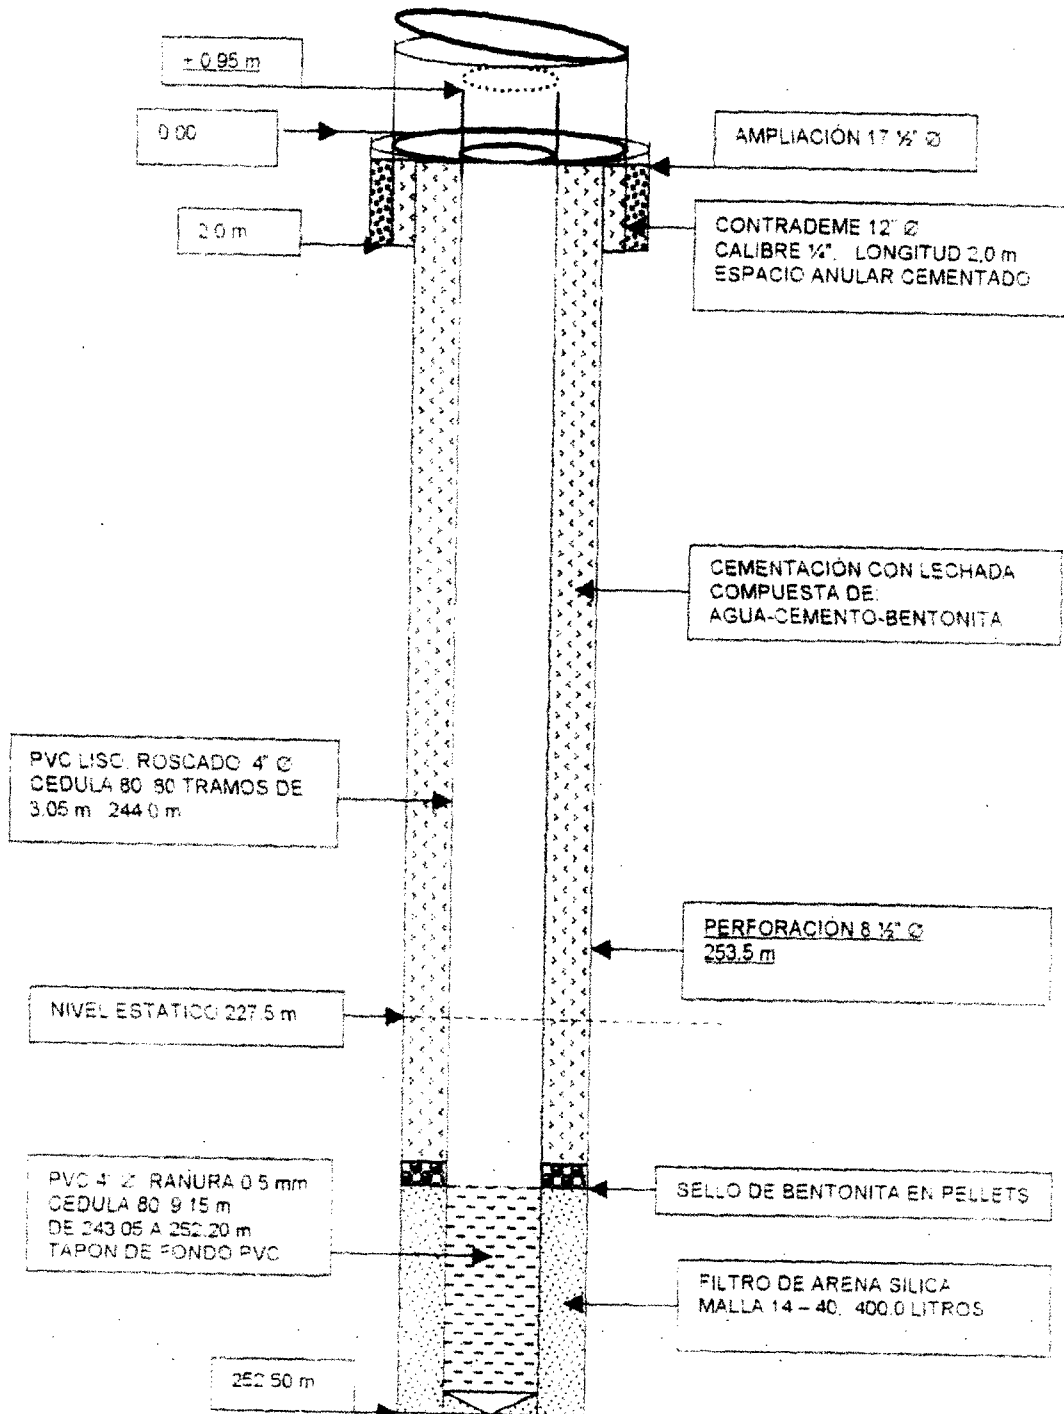 + 0.95 m
0.00
AMPLIACIÓN 17 ½" Ø
2.0 m
CONTRADEME 12" Ø
CALIBRE ¼". LONGITUD 2,0 m
ESPACIO ANULAR CEMENTADO
CEMENTACIÓN CON LECHADA
COMPUESTA DE:
AGUA-CEMENTO-BENTONITA
PVC LISO, ROSCADO 4" Ø
CEDULA 80 80 TRAMOS DE
3.05 m 244.0 m
PERFORACIÓN 8 ½" Ø
253.5 m
NIVEL ESTATICO 227.5 m
PVC 4" Ø RANURA 0.5 mm
CEDULA 80 9.15 m
DE 243.05 A 252.20 m
TAPON DE FONDO PVC
SELLO DE BENTONITA EN PELLETS
FILTRO DE ARENA SILICA
MALLA 14 – 40, 400.0 LITROS
252.50 m